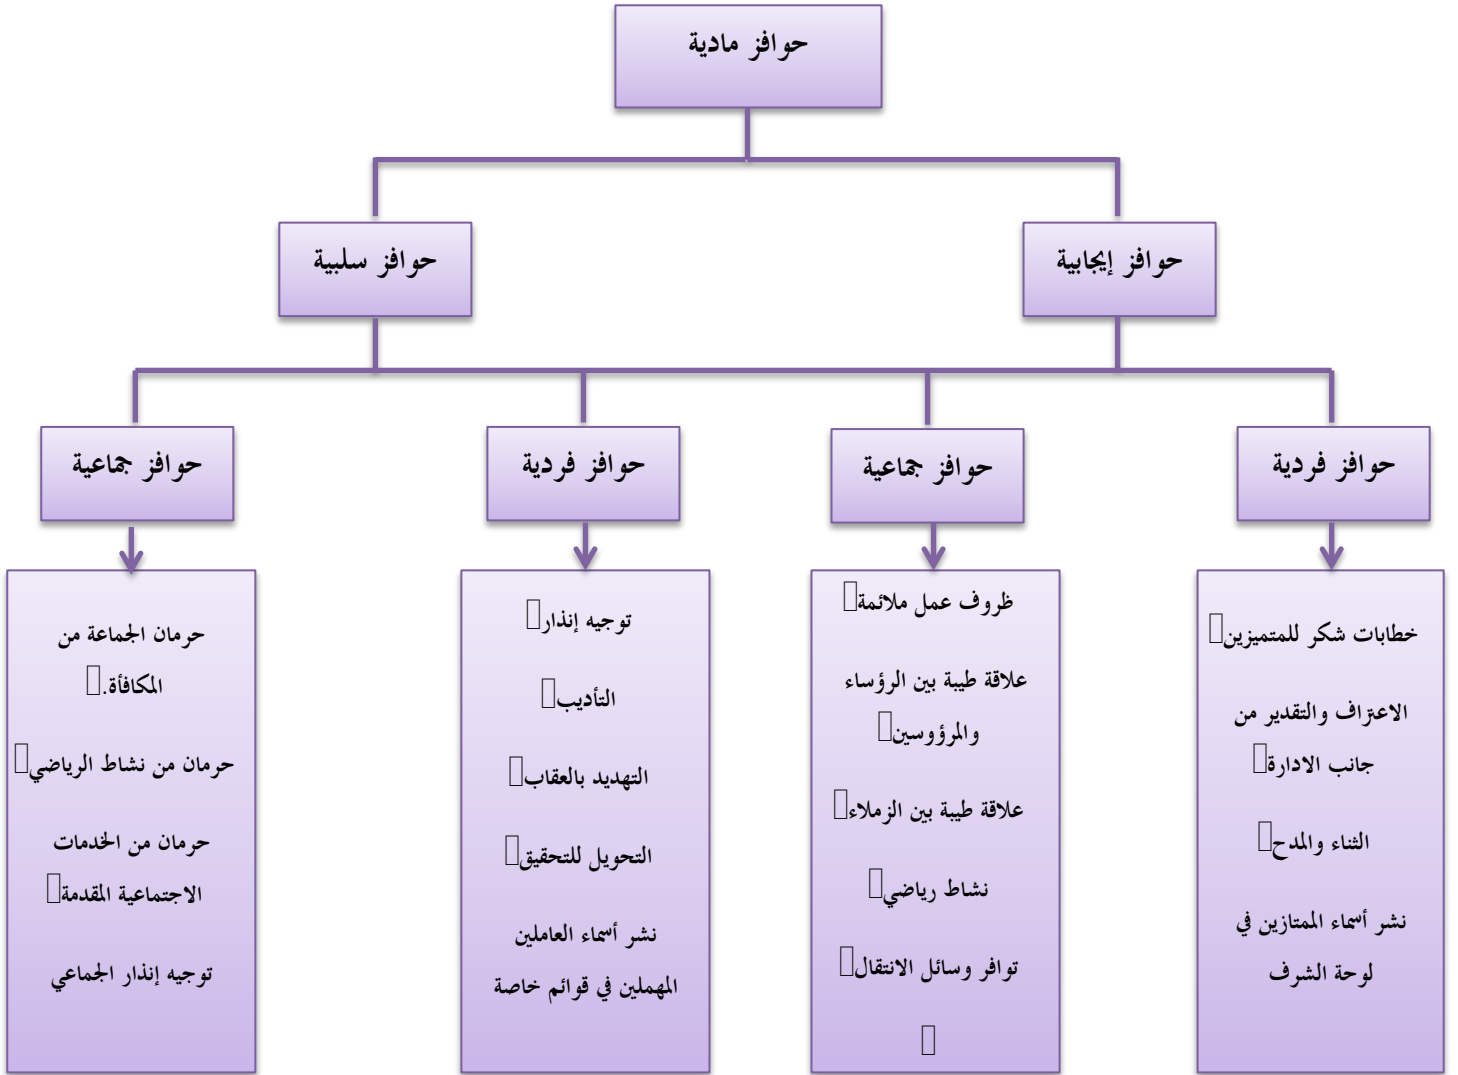 حوافز مادية
حوافز إيجابية
حوافز سلبية
حوافز فردية
حوافز جماعية
حوافز فردية
حوافز جماعية
خطابات شكر للمتميزين
الاعتراف والتقدير من
جانب الادارة
الثناء والمدح
نشر أسماء الممتازين في
لوحة الشرف
ظروف عمل ملائمة
علاقة طيبة بين الرؤساء
والمرؤوسين
علاقة طيبة بين الزملاء
نشاط رياضي
توافر وسائل الانتقال
توجيه إنذار
التأديب
التهديد بالعقاب
التحويل للتحقيق
نشر أسماء العاملين
المهملين في قوائم خاصة
حرمان الجماعة من
المكافأة.
حرمان من نشاط الرياضي
حرمان من الخدمات
الاجتماعية المقدمة
توجيه إنذار الجماعي